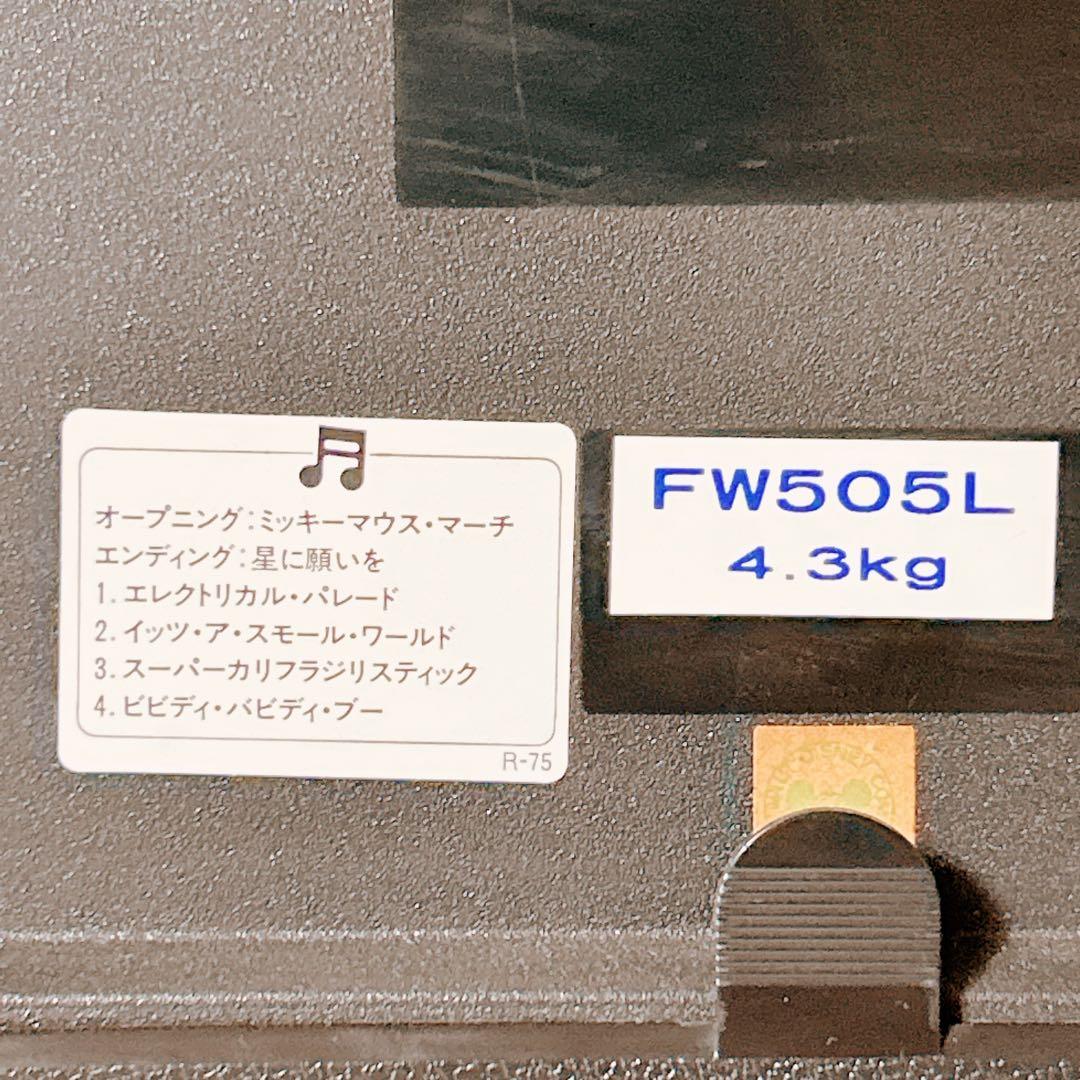 オープニング:ミッキーマウス・マーチ
エンディング:星に願いを
1.エレクトリカル・パレード
2.イッツ・ア・スモール・ワールド
3.スーパーカリフラジリスティック
4.ビビディ・バビディ・ブー
R-75
FW505L
4.3kg
WALT DISNEY CO